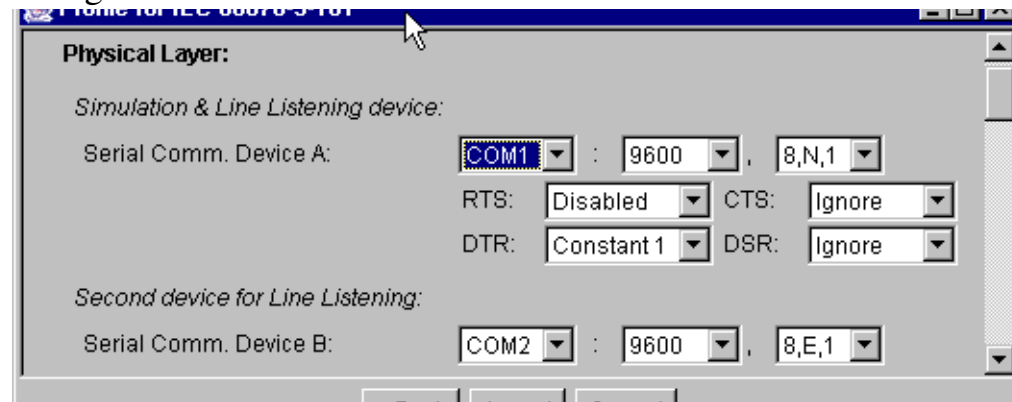 Physical Layer:
Simulation & Line Listening device:
Serial Comm. Device A: COM1 : 9600 , 8,N,1
RTS: Disabled CTS: Ignore
DTR: Constant 1 DSR: Ignore
Second device for Line Listening:
Serial Comm. Device B: COM2 : 9600 , 8,E,1